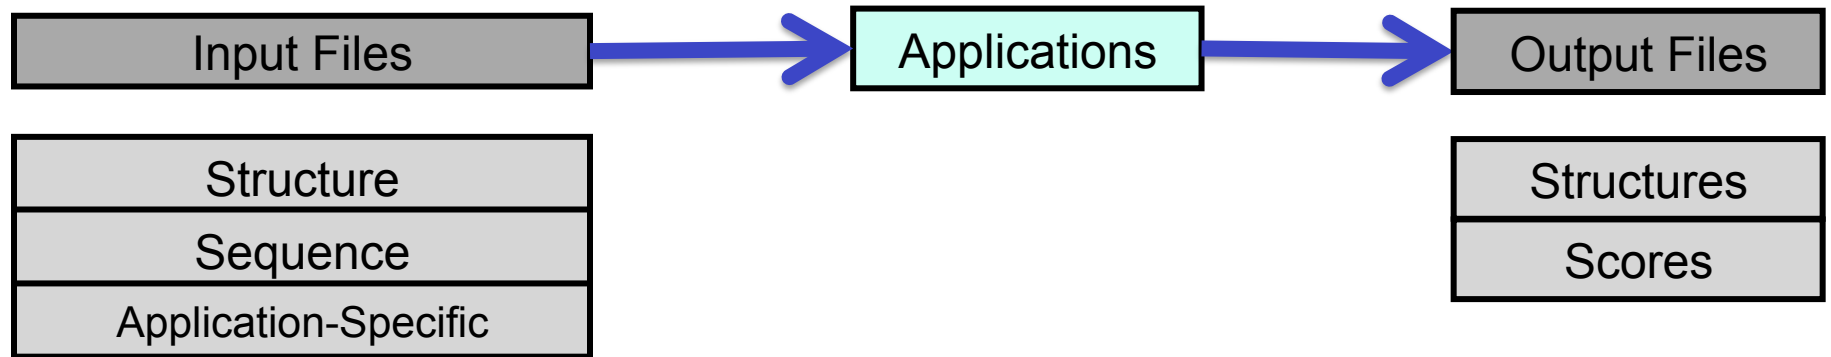 Input Files
Applications
Output Files
Structure
Sequence
Application-Specific
Structures
Scores